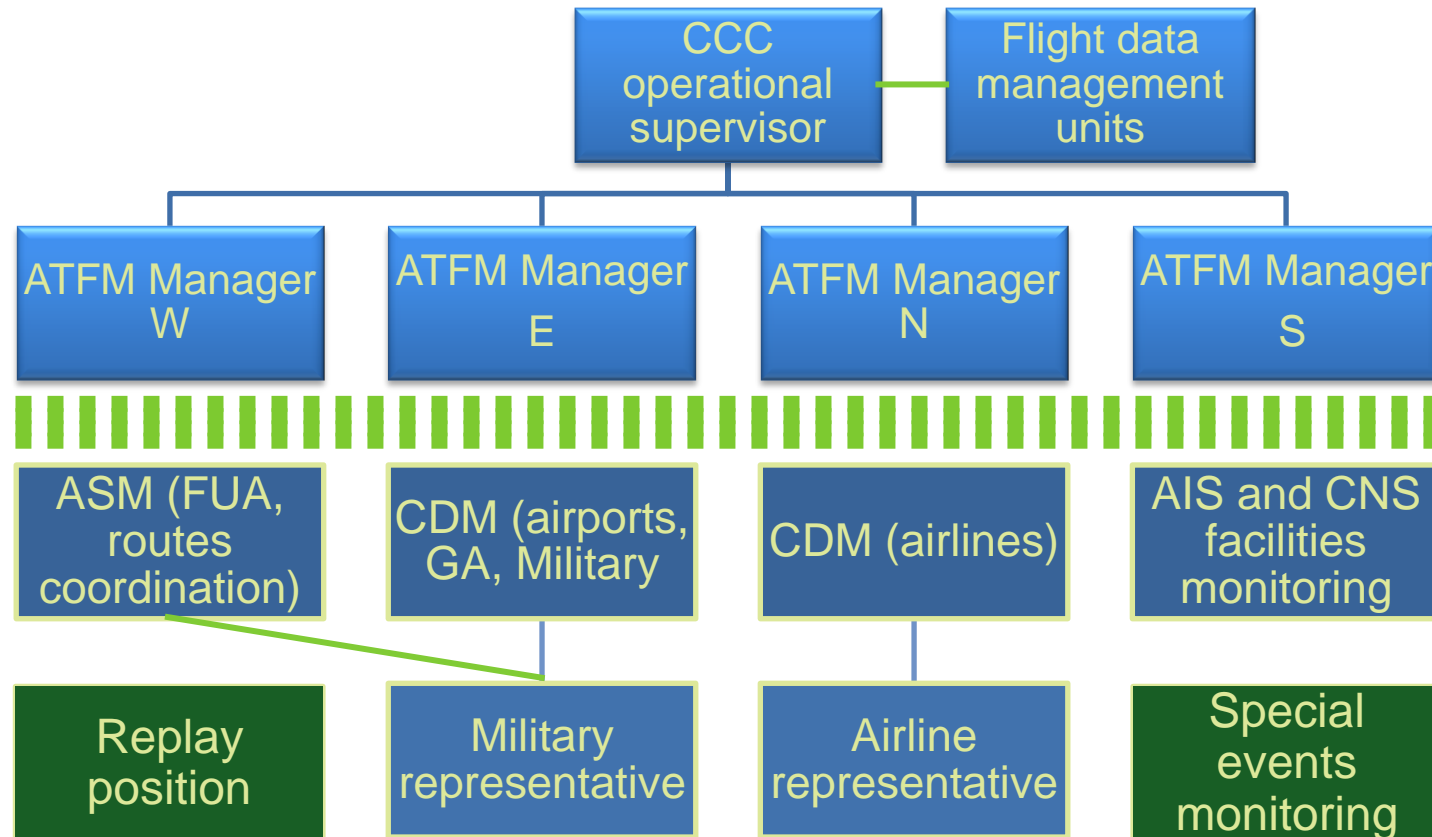 CCC
operational
supervisor
Flight data
management
units
ATFM Manager
W
ATFM Manager
E
ATFM Manager
N
ATFM Manager
S
ASM (FUA,
routes
coordination)
CDM (airports,
GA, Military
CDM (airlines)
AIS and CNS
facilities
monitoring
Replay
position
Military
representative
Airline
representative
Special
events
monitoring